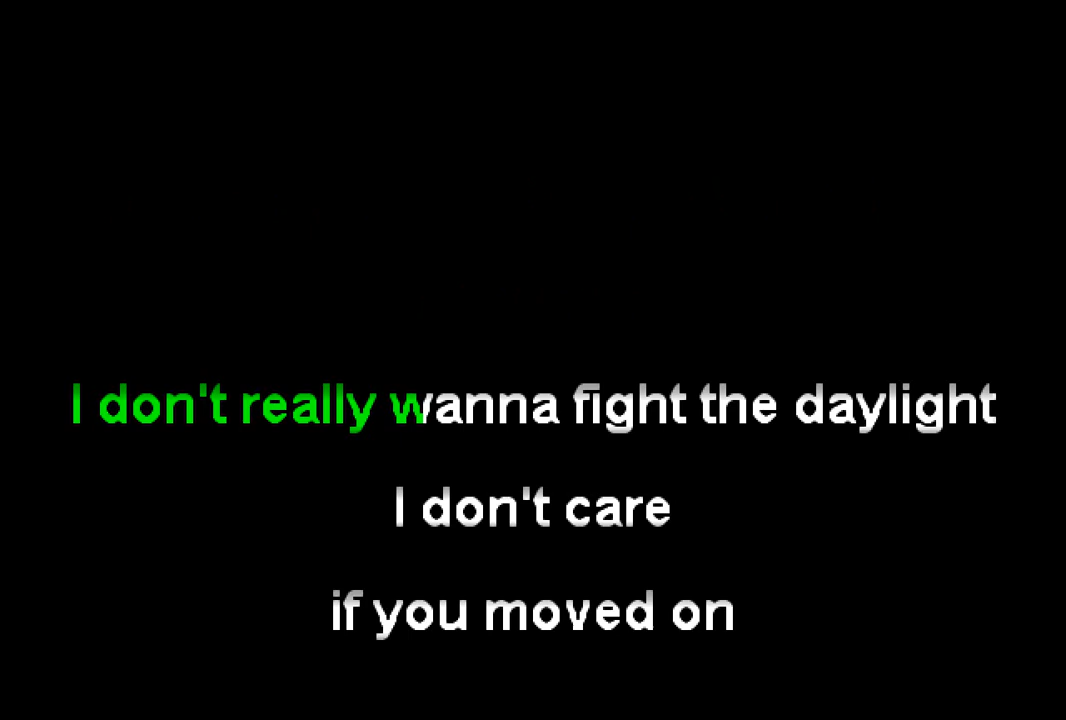 I don't really wanna fight the daylight
I don't care
if you moved on